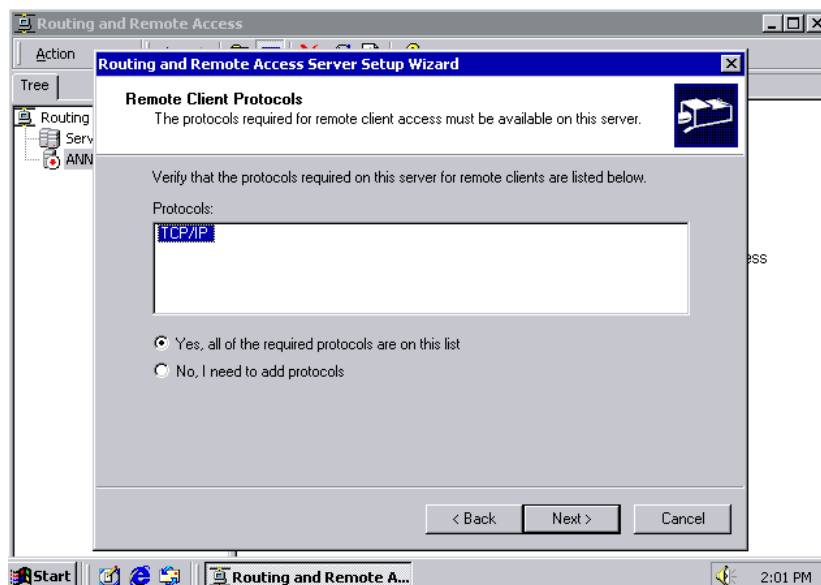 Routing and Remote Access
Action
Routing and Remote Access Server Setup Wizard
Tree
Routing
Serv
ANN
Remote Client Protocols
The protocols required for remote client access must be available on this server.
Verify that the protocols required on this server for remote clients are listed below.
Protocols:
TCP/IP
ess
Yes, all of the required protocols are on this list
No, I need to add protocols
< Back
Next >
Cancel
Start
Routing and Remote A...
2:01 PM